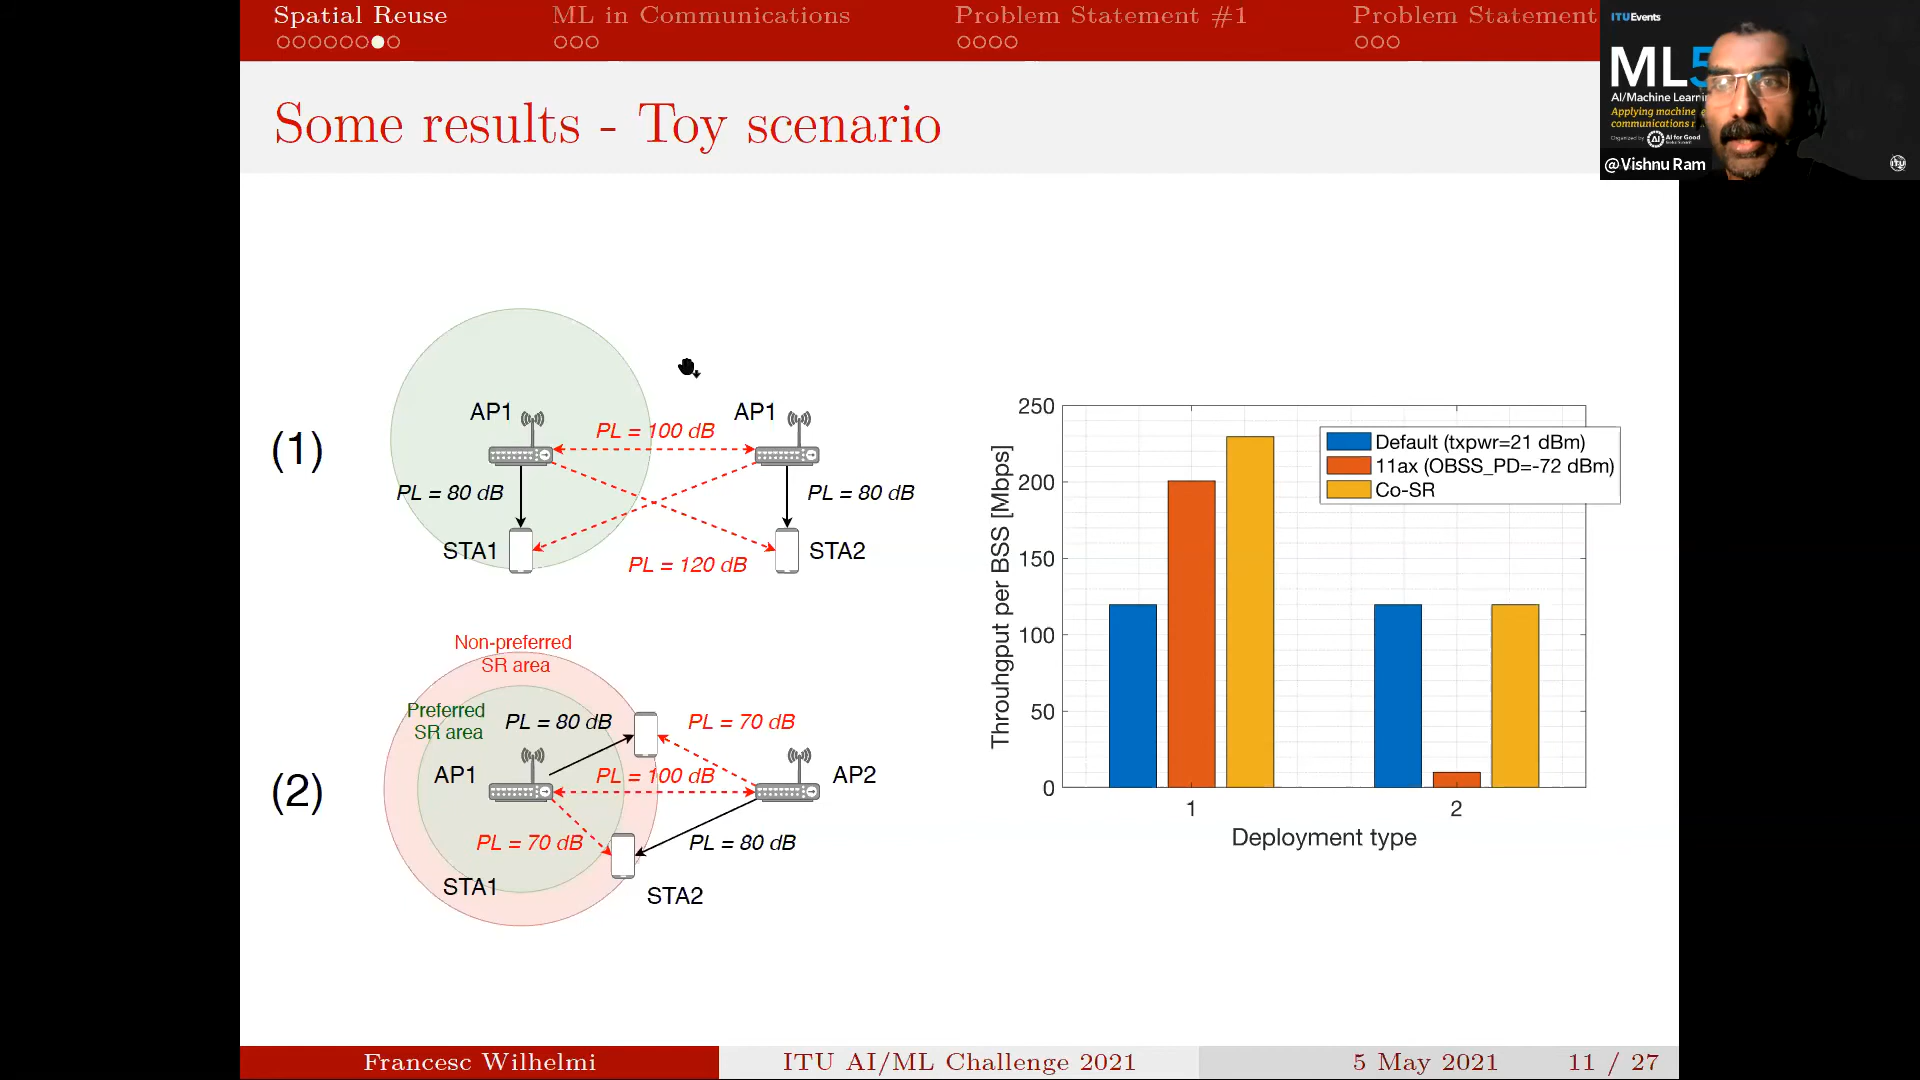 Spatial Reuse
ML in Communications
Problem Statement #1
Problem Statement
ITUEvents
ML5
AI/Machine Learnin
Applying machine
communications
Organized by AI for Good
@Vishnu Ram
Some results - Toy scenario
(1)
AP1
AP1
PL = 100 dB
PL = 80 dB
PL = 80 dB
STA1
STA2
PL = 120 dB
Non-preferred
SR area
Preferred
SR area
PL = 80 dB
PL = 70 dB
(2)
AP1
PL = 100 dB
AP2
PL = 70 dB
PL = 80 dB
STA1
STA2
Throuhgput per BSS [Mbps]
250
200
150
100
50
0
Default (txpwr=21 dBm)
11ax (OBSS_PD=-72 dBm)
Co-SR
1
2
Deployment type
Francesc Wilhelmi
ITU AI/ML Challenge 2021
5 May 2021
11 / 27